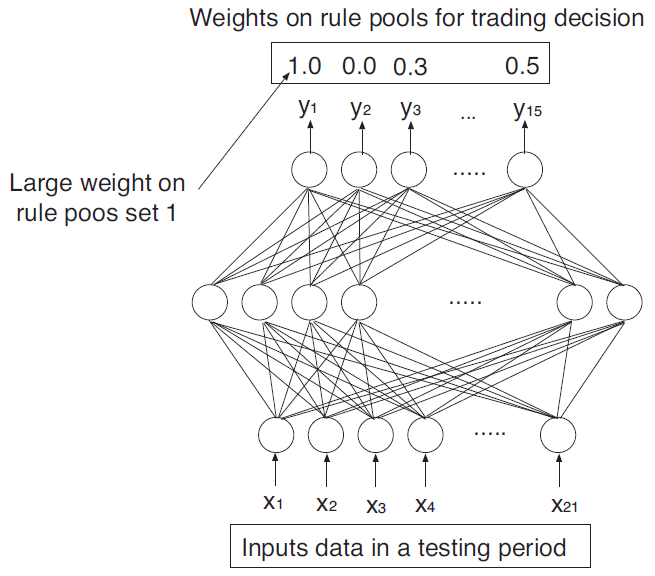 Weights on rule pools for trading decision
1.0 0.0 0.3 0.5
y1 y2 y3 ... y15
.....
Large weight on
rule poos set 1
.....
.....
x1 x2 x3 x4 x21
Inputs data in a testing period